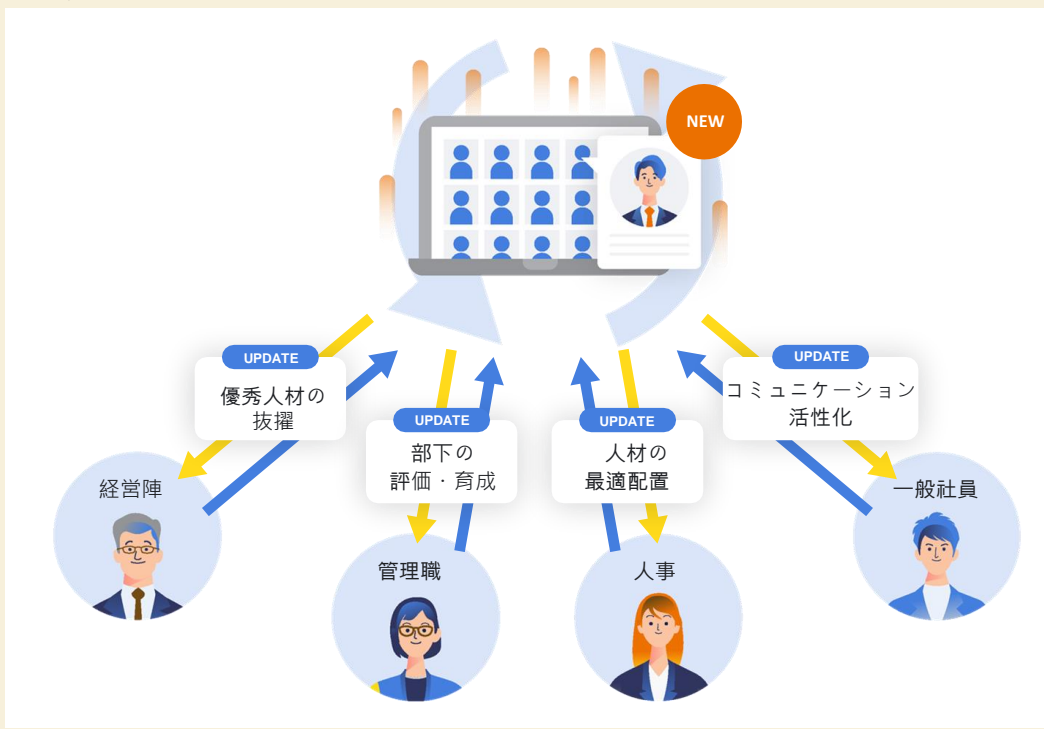 NEW
UPDATE
優秀人材の
抜擢
UPDATE
部下の
評価・育成
UPDATE
人材の
最適配置
UPDATE
コミュニケーション
活性化
経営陣
管理職
人事
一般社員